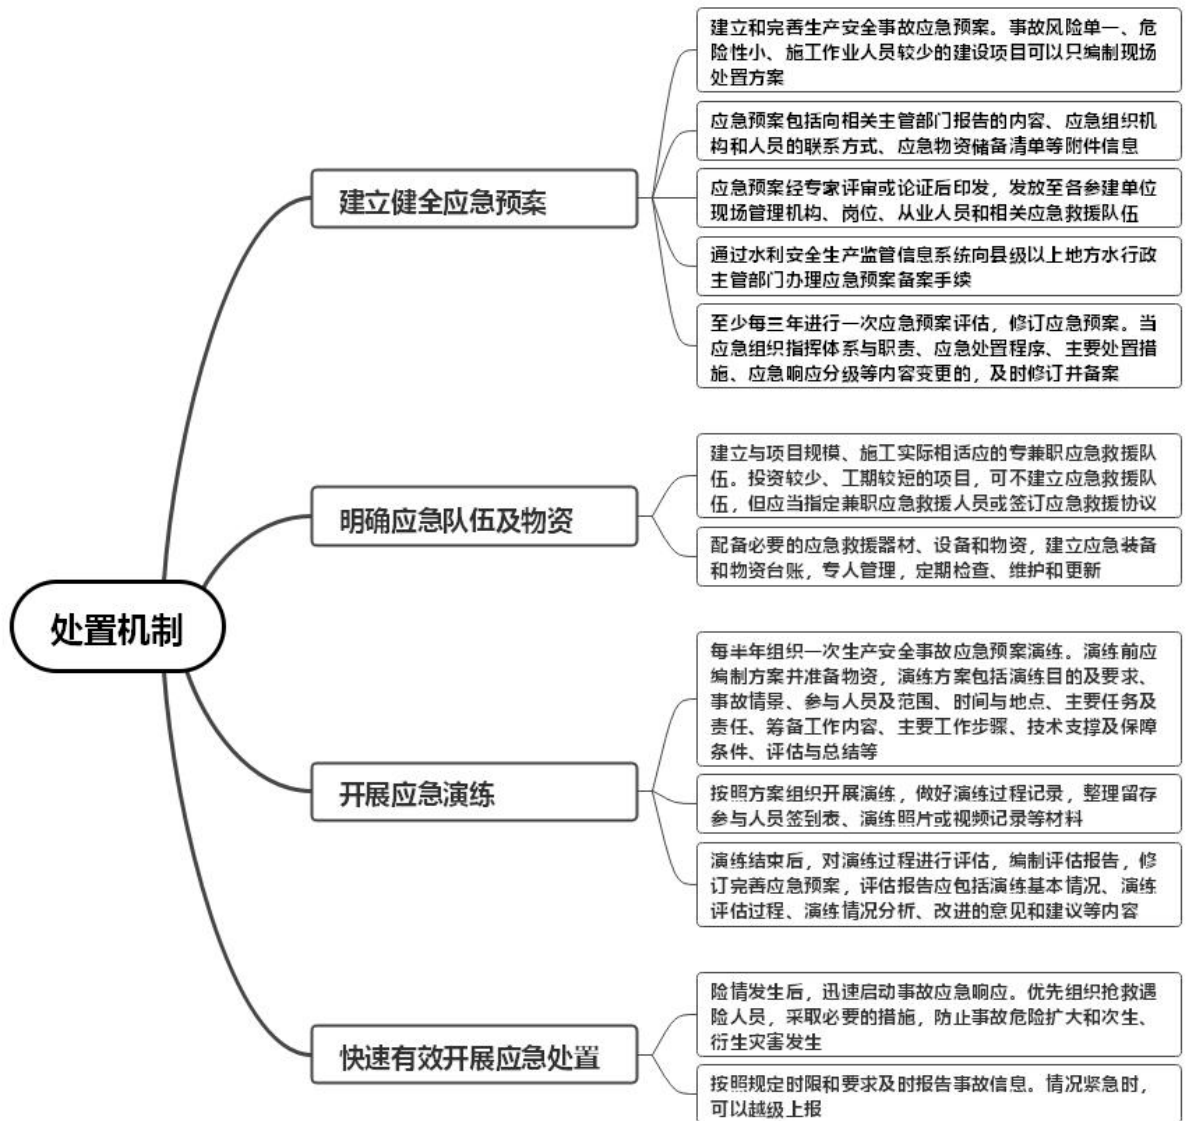 处置机制
建立健全应急预案
建立和完善生产安全事故应急预案。事故风险单一、危
险性小、施工作业人员较少的建设项目可以只编制现场
处置方案
应急预案包括向相关主管部门报告的内容、应急组织机
构和人员的联系方式、应急物资储备清单等附件信息
应急预案经专家评审或论证后印发，发放至各参建单位
现场管理机构、岗位、从业人员和相关应急救援队伍
通过水利安全生产监管信息系统向县级以上地方水行政
主管部门办理应急预案备案手续
至少每三年进行一次应急预案评估，修订应急预案。当
应急组织指挥体系与职责、应急处置程序、主要处置措
施、应急响应分级等内容变更的，及时修订并备案
明确应急队伍及物资
建立与项目规模、施工实际相适应的专兼职应急救援队
伍。投资较少、工期较短的项目，可不建立应急救援队
伍，但应当指定兼职应急救援人员或签订应急救援协议
配备必要的应急救援器材、设备和物资，建立应急装备
和物资台账，专人管理，定期检查、维护和更新
开展应急演练
每半年组织一次生产安全事故应急预案演练。演练前应
编制方案并准备物资，演练方案包括演练目的及要求、
事故情景、参与人员及范围、时间与地点、主要任务及
责任、筹备工作内容、主要工作步骤、技术支撑及保障
条件、评估与总结等
按照方案组织开展演练，做好演练过程记录，整理留存
参与人员签到表、演练照片或视频记录等材料
演练结束后，对演练过程进行评估，编制评估报告，修
订完善应急预案，评估报告应包括演练基本情况、演练
评估过程、演练情况分析、改进的意见和建议等内容
快速有效开展应急处置
险情发生后，迅速启动事故应急响应。优先组织抢救遇
险人员，采取必要的措施，防止事故危险扩大和次生、
衍生灾害发生
按照规定时限和要求及时报告事故信息。情况紧急时，
可以越级上报